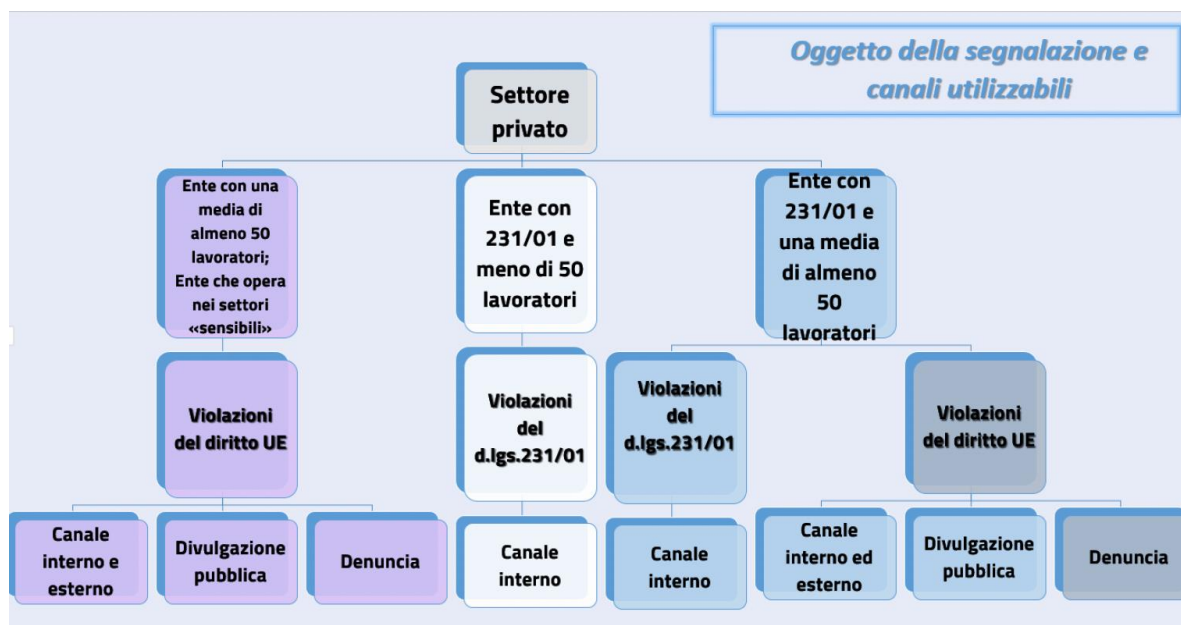 Oggetto della segnalazione e
canali utilizzabili
Settore
privato
Ente con una
media di
almeno 50
lavoratori;
Ente che opera
nei settori
«sensibili»
Ente con
231/01 e
meno di 50
lavoratori
Ente con
231/01 e
una media
di almeno
50
lavoratori
Violazioni
del diritto UE
Violazioni
del
d.lgs.231/01
Violazioni
del
d.lgs.231/01
Violazioni
del diritto UE
Canale
interno e
esterno
Divulgazione
pubblica
Denuncia
Canale
interno
Canale
interno
Canale
interno ed
esterno
Divulgazione
pubblica
Denuncia